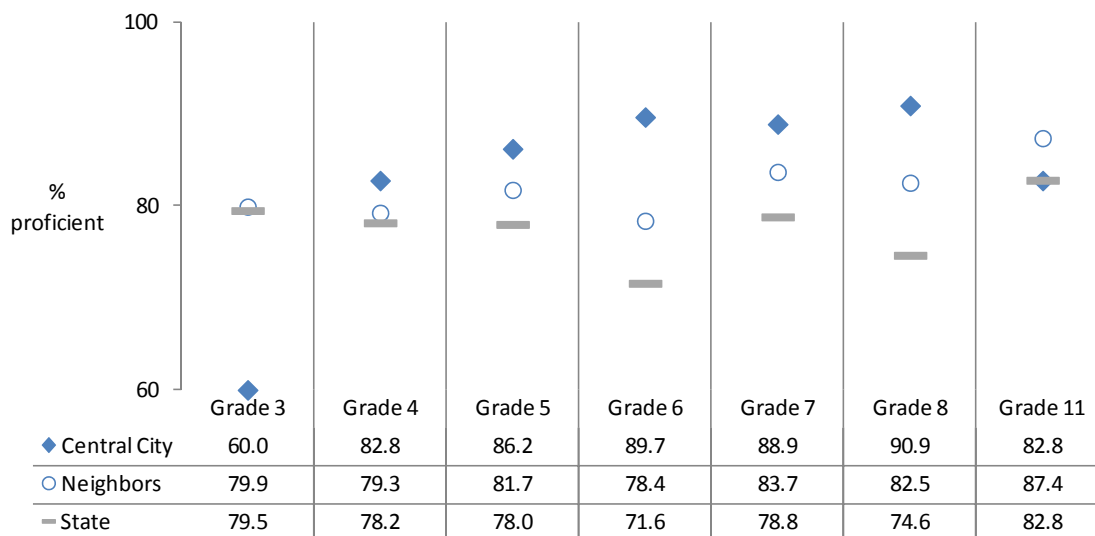 100
80
60
%
proficient
Grade 3 Grade 4 Grade 5 Grade 6 Grade 7 Grade 8 Grade 11
Central City 60.0 82.8 86.2 89.7 88.9 90.9 82.8
Neighbors 79.9 79.3 81.7 78.4 83.7 82.5 87.4
State 79.5 78.2 78.0 71.6 78.8 74.6 82.8